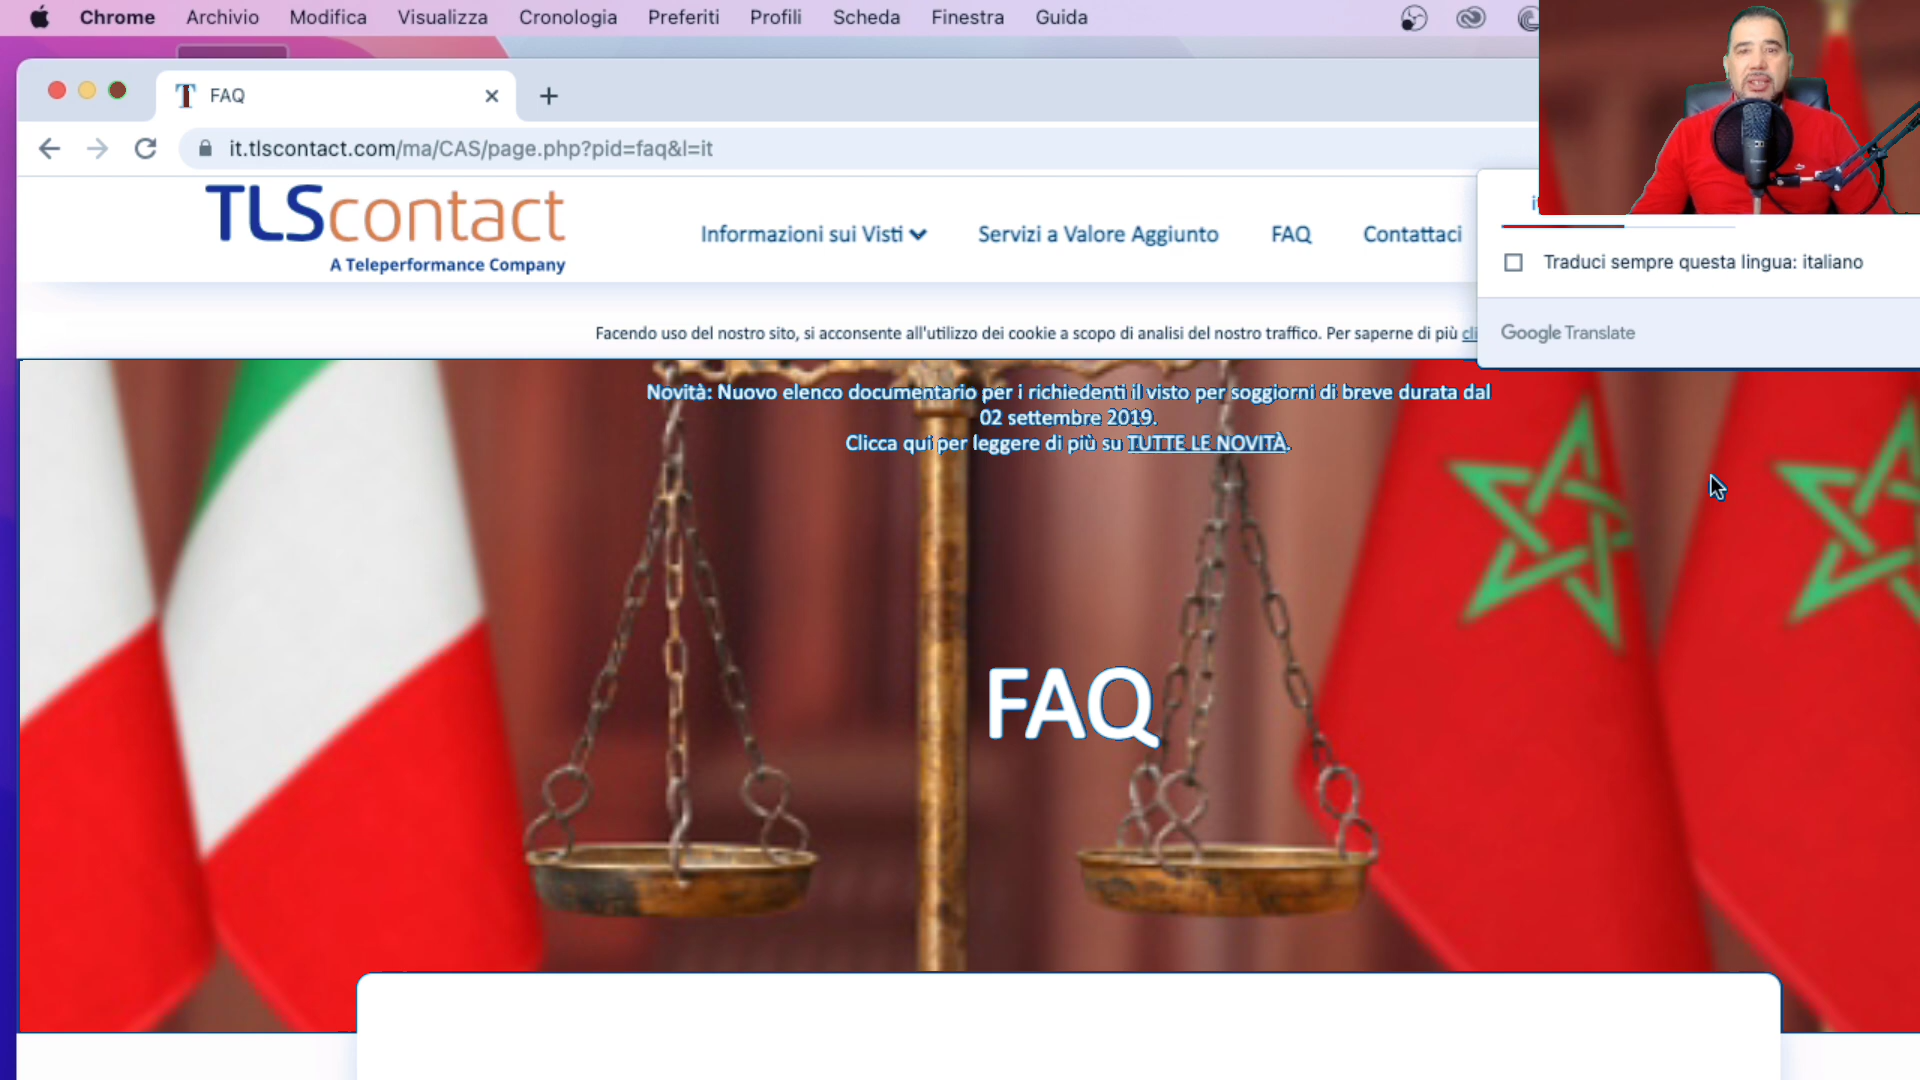 Chrome Archivio Modifica Visualizza Cronologia Preferiti Profili Scheda Finestra Guida
FAQ
it.tlscontact.com/ma/CAS/page.php?pid=faq&l=it
TLScontact
A Teleperformance Company
Informazioni sui Visti Servizi a Valore Aggiunto FAQ Contattaci
Traduci sempre questa lingua: italiano
Google Translate
Facendo uso del nostro sito, si acconsente all'utilizzo dei cookie a scopo di analisi del nostro traffico. Per saperne di più
Novità: Nuovo elenco documentario per i richiedenti il visto per soggiorni di breve durata dal
02 settembre 2019.
Clicca qui per leggere di più su TUTTE LE NOVITÀ.
FAQ